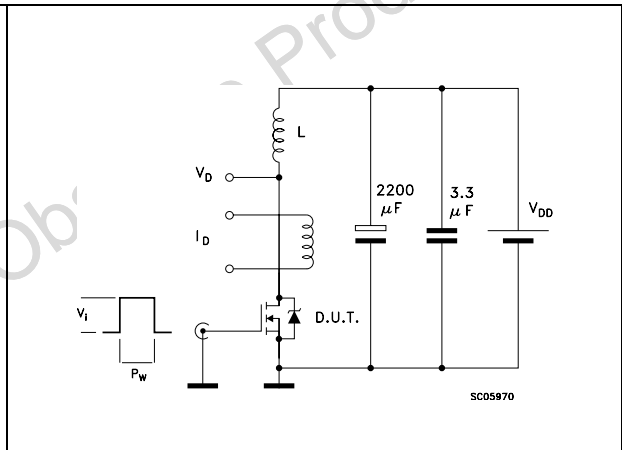 L
V_D
2200
μF
3.3
μF
V_DD
I_D
V_i
D.U.T.
P_W
SC05970